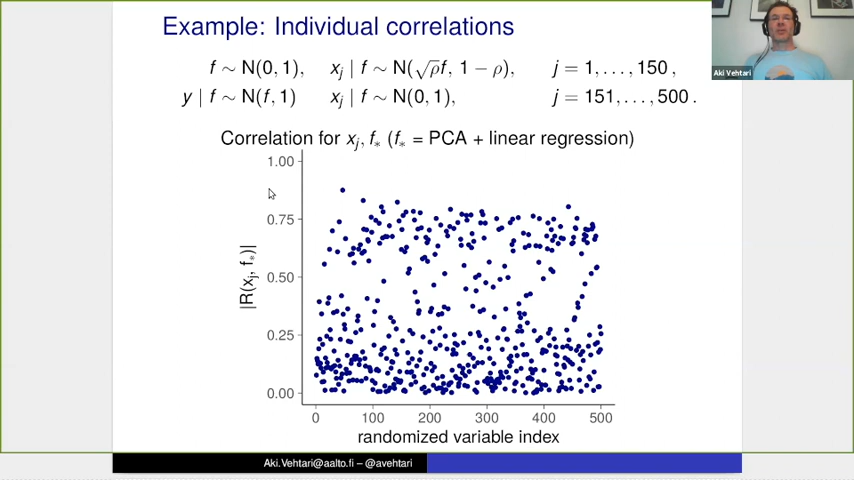 Example: Individual correlations
f ∼ N(0, 1), x_j | f ∼ N(√ρf, 1 − ρ), j = 1, . . . , 150 ,
y | f ∼ N(f, 1) x_j | f ∼ N(0, 1), j = 151, . . . , 500 .
Aki Vehtari
Correlation for x_j, f_* (f_* = PCA + linear regression)
|R(x_j, f_*)|
1.00
0.75
0.50
0.25
0.00
0 100 200 300 400 500
randomized variable index
Aki.Vehtari@aalto.fi – @avehtari